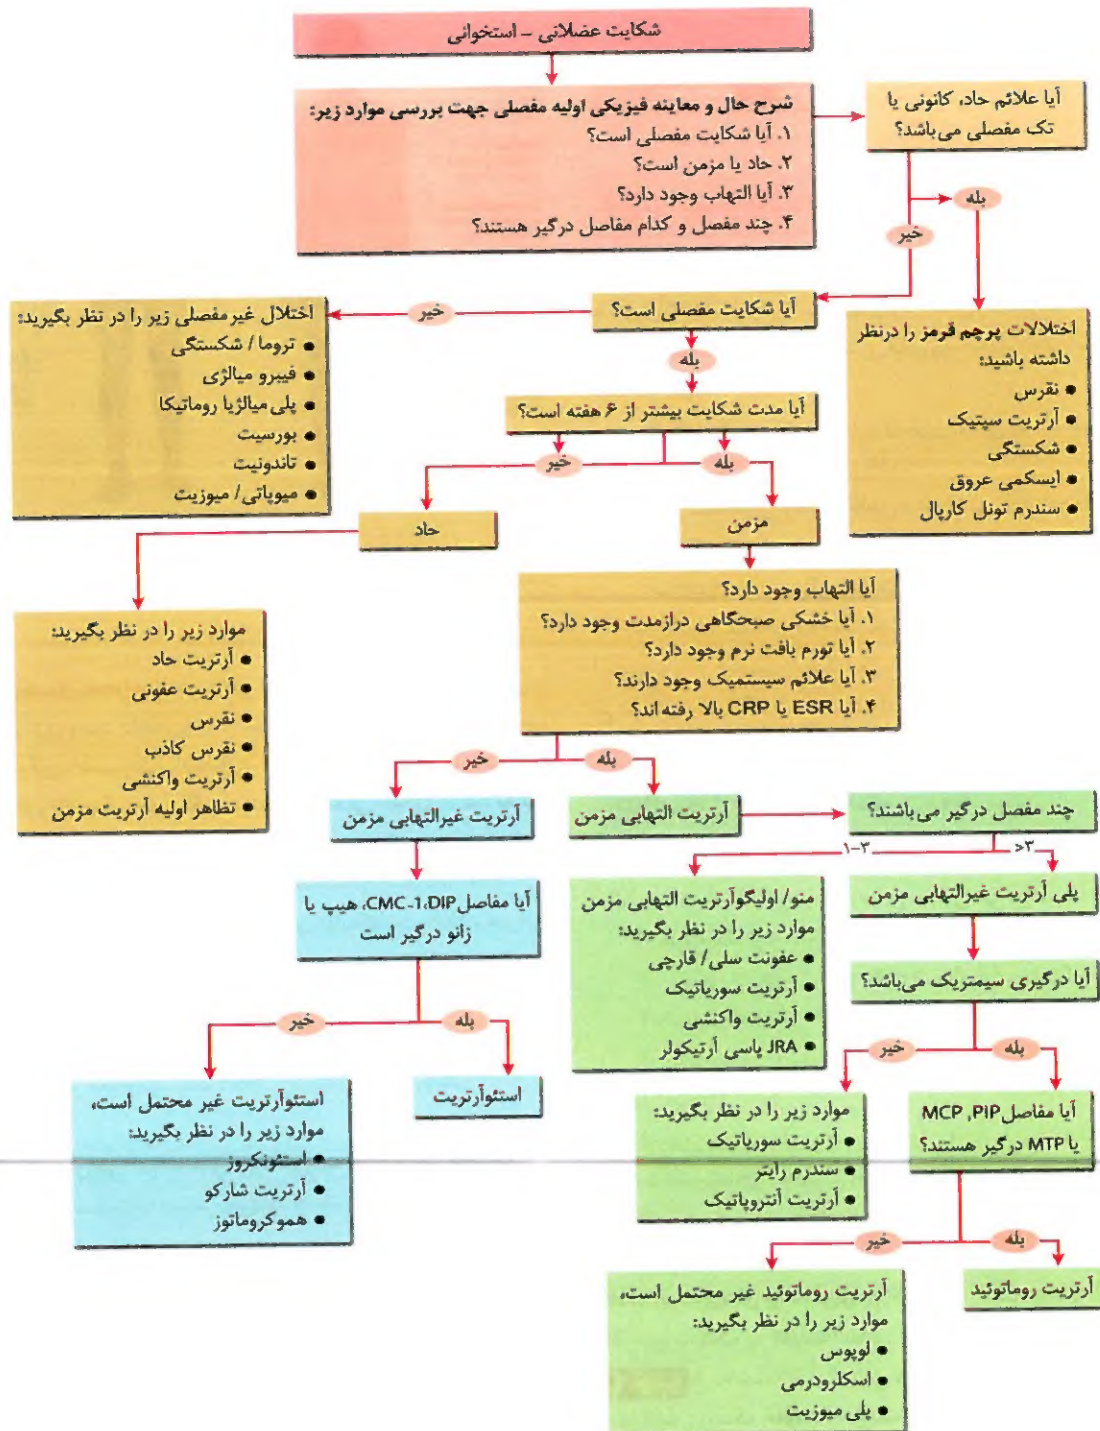 شکایت عضلانی - استخوانی
شرح حال و معاینه فیزیکی اولیه مفصلی جهت بررسی موارد زیر:
۱. آیا شکایت مفصلی است؟
۲. حاد یا مزمن است؟
۳. آیا التهاب وجود دارد؟
۴. چند مفصل و کدام مفاصل درگیر هستند؟
آیا علائم حاد، کانونی یا
تک مفصلی می‌باشد؟
بله
خیر
اختلالات پرچم قرمز را درنظر
داشته باشید:
● نقرس
● آرتریت سپتیک
● شکستگی
● ایسکمی عروق
● سندرم تونل کارپال
آیا شکایت مفصلی است؟
خیر
اختلال غیرمفصلی زیر را در نظر بگیرید:
● تروما / شکستگی
● فیبرو میالژی
● پلی میالژیا روماتیکا
● بورسیت
● تاندونیت
● میوپاتی/ میوزیت
بله
آیا مدت شکایت بیشتر از ۶ هفته است؟
بله
خیر
مزمن
حاد
موارد زیر را در نظر بگیرید:
● آرتریت حاد
● آرتریت عفونی
● نقرس
● نقرس کاذب
● آرتریت واکنشی
● تظاهر اولیه آرتریت مزمن
آیا التهاب وجود دارد؟
۱. آیا خشکی صبحگاهی درازمدت وجود دارد؟
۲. آیا تورم بافت نرم وجود دارد؟
۳. آیا علائم سیستمیک وجود دارند؟
۴. آیا ESR یا CRP بالا رفته اند؟
بله
خیر
آرتریت التهابی مزمن
آرتریت غیرالتهابی مزمن
چند مفصل درگیر می‌باشند؟
۱-۳
>۳
آیا مفاصل CMC-1،DIP، هیپ یا
زانو درگیر است
بله
خیر
استئوآرتریت
استئوآرتریت غیر محتمل است،
موارد زیر را در نظر بگیرید:
● استئونکروز
● آرتریت شارکو
● هموکروماتوز
منو/ اولیگوآرتریت التهابی مزمن
موارد زیر را در نظر بگیرید:
● عفونت سلی/ قارچی
● آرتریت سوریاتیک
● آرتریت واکنشی
● JRA پاسی آرتیکولر
پلی آرتریت غیرالتهابی مزمن
آیا درگیری سیمتریک می‌باشد؟
بله
خیر
موارد زیر را در نظر بگیرید:
● آرتریت سوریاتیک
● سندرم رایتر
● آرتریت آنتروپاتیک
آیا مفاصل MCP ,PIP
یا MTP درگیر هستند؟
بله
خیر
آرتریت روماتوئید
آرتریت روماتوئید غیر محتمل است،
موارد زیر را در نظر بگیرید:
● لوپوس
● اسکلرودرمی
● پلی میوزیت